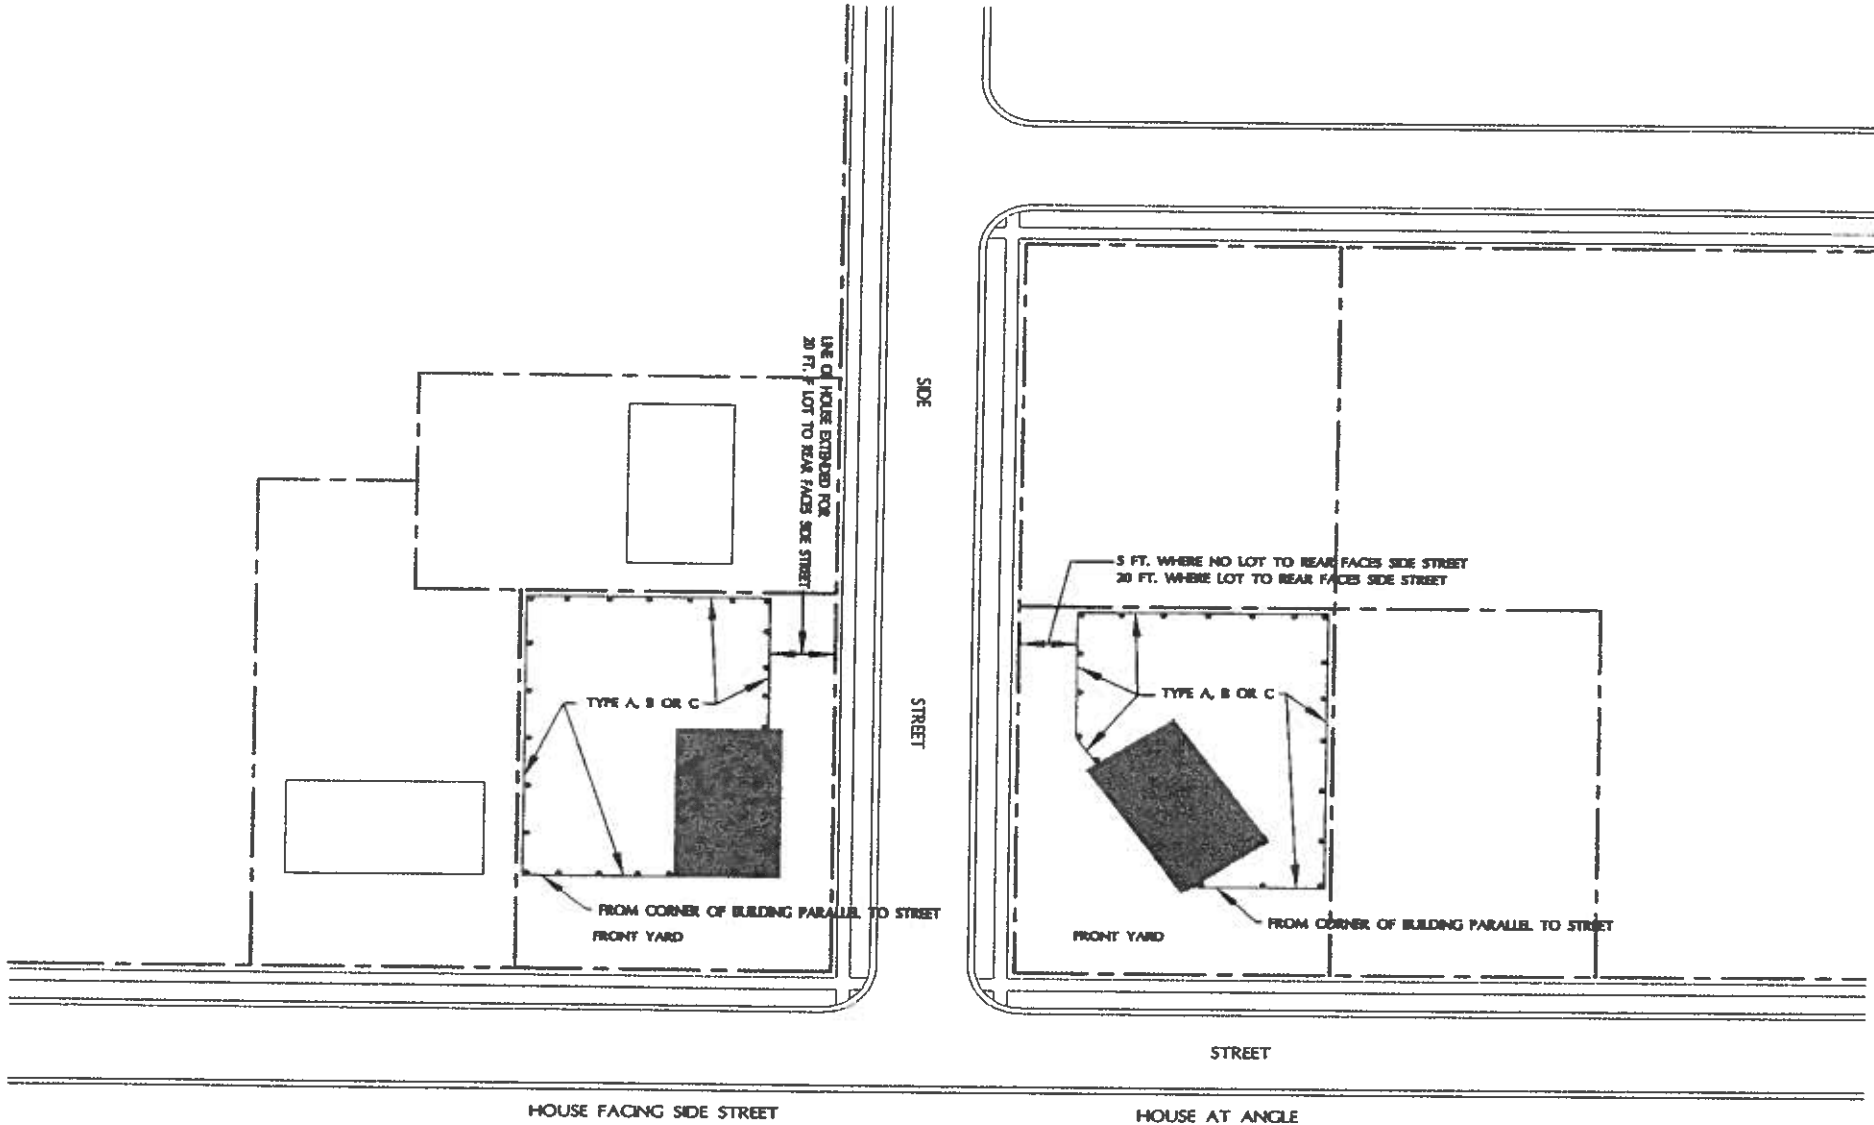 LINE OF HOUSE EXTENDED FOR
20 FT. IF LOT TO REAR FACES SIDE STREET
SIDE
STREET
5 FT. WHERE NO LOT TO REAR FACES SIDE STREET
20 FT. WHERE LOT TO REAR FACES SIDE STREET
TYPE A, B OR C
TYPE A, B OR C
FROM CORNER OF BUILDING PARALLEL TO STREET
FRONT YARD
FROM CORNER OF BUILDING PARALLEL TO STREET
FRONT YARD
STREET
HOUSE FACING SIDE STREET
HOUSE AT ANGLE